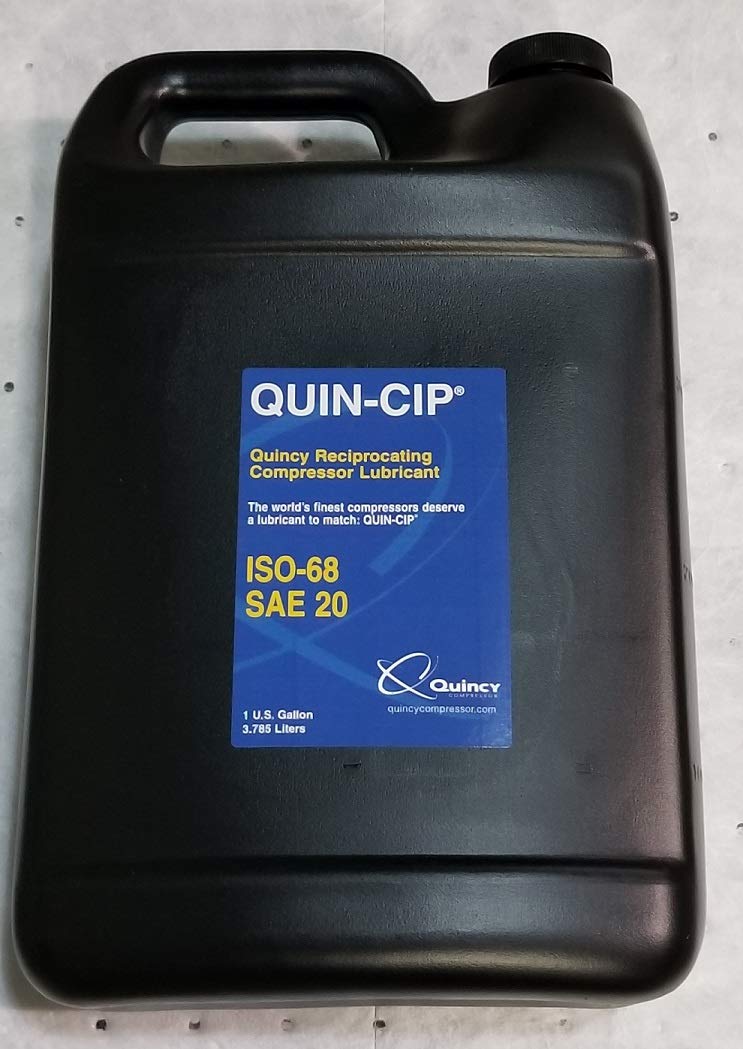 QUIN-CIP®
Quincy Reciprocating
Compressor Lubricant
The world's finest compressors deserve
a lubricant to match: QUIN-CIP®
ISO-68
SAE 20
Quincy
COMPRESSOR
quincycompressor.com
1 U.S. Gallon
3.785 Liters